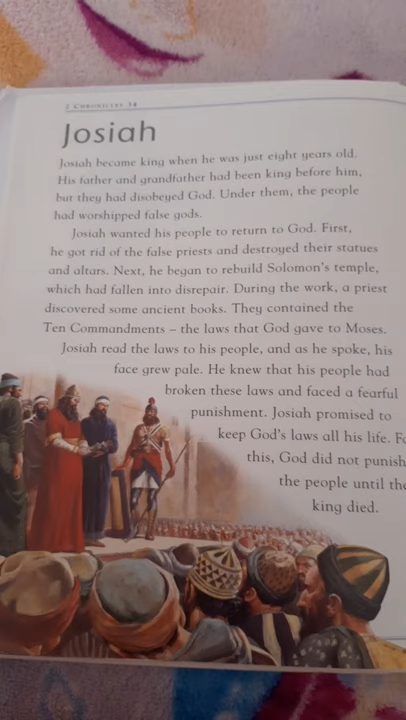 2 Chronicles 34
Josiah
Josiah became king when he was just eight years old.
His father and grandfather had been king before him,
but they had disobeyed God. Under them, the people
had worshipped false gods.
Josiah wanted his people to return to God. First,
he got rid of the false priests and destroyed their statues
and altars. Next, he began to rebuild Solomon's temple,
which had fallen into disrepair. During the work, a priest
discovered some ancient books. They contained the
Ten Commandments – the laws that God gave to Moses.
Josiah read the laws to his people, and as he spoke, his
face grew pale. He knew that his people had
broken these laws and faced a fearful
punishment. Josiah promised to
keep God's laws all his life. Fo
this, God did not punish
the people until the
king died.